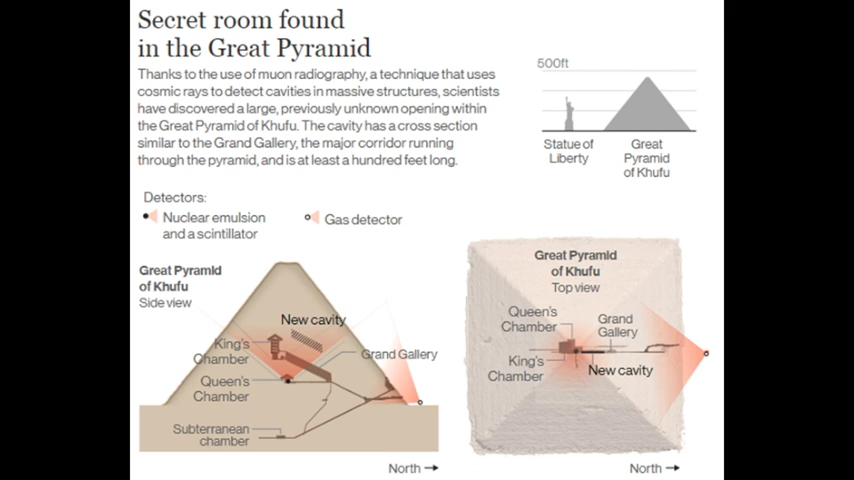 Secret room found
in the Great Pyramid
Thanks to the use of muon radiography, a technique that uses
cosmic rays to detect cavities in massive structures, scientists
have discovered a large, previously unknown opening within
the Great Pyramid of Khufu. The cavity has a cross section
similar to the Grand Gallery, the major corridor running
through the pyramid, and is at least a hundred feet long.
500ft
Statue of
Liberty
Great
Pyramid
of Khufu
Detectors:
Nuclear emulsion
and a scintillator
Gas detector
Great Pyramid
of Khufu
Side view
New cavity
King's
Chamber
Grand Gallery
Queen's
Chamber
Subterranean
chamber
North
Great Pyramid
of Khufu
Top view
Queen's
Chamber
Grand
Gallery
King's
Chamber
New cavity
North